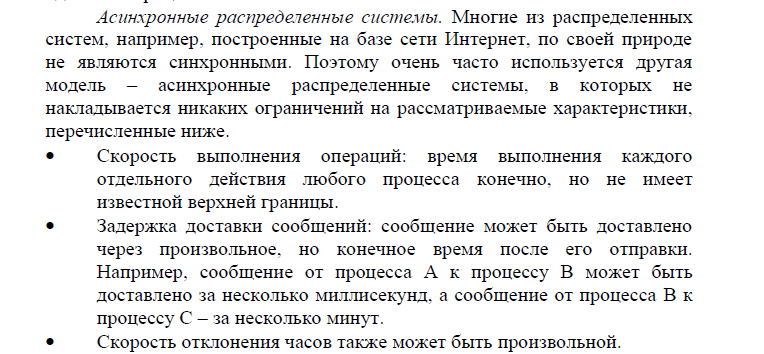 Асинхронные распределенные системы. Многие из распределенных
систем, например, построенные на базе сети Интернет, по своей природе
не являются синхронными. Поэтому очень часто используется другая
модель – асинхронные распределенные системы, в которых не
накладывается никаких ограничений на рассматриваемые характеристики,
перечисленные ниже.
• Скорость выполнения операций: время выполнения каждого
отдельного действия любого процесса конечно, но не имеет
известной верхней границы.
• Задержка доставки сообщений: сообщение может быть доставлено
через произвольное, но конечное время после его отправки.
Например, сообщение от процесса A к процессу B может быть
доставлено за несколько миллисекунд, а сообщение от процесса B к
процессу C – за несколько минут.
• Скорость отклонения часов также может быть произвольной.